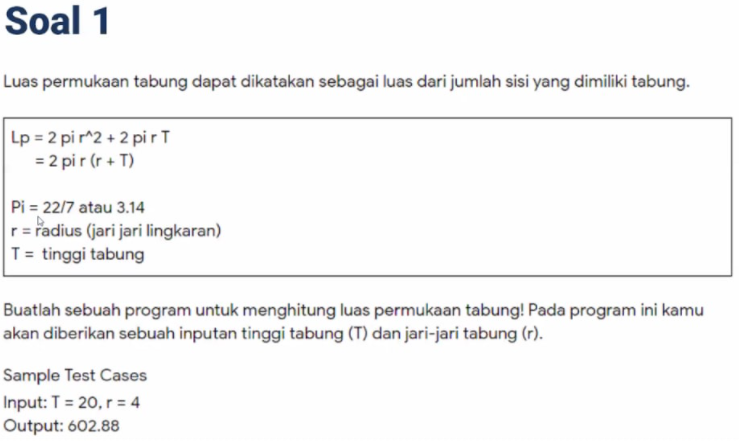 Soal 1
Luas permukaan tabung dapat dikatakan sebagai luas dari jumlah sisi yang dimiliki tabung.
Lp = 2 pi r^2 + 2 pi r T
= 2 pi r (r + T)
Pi = 22/7 atau 3.14
r = radius (jari jari lingkaran)
T = tinggi tabung
Buatlah sebuah program untuk menghitung luas permukaan tabung! Pada program ini kamu
akan diberikan sebuah inputan tinggi tabung (T) dan jari-jari tabung (r).
Sample Test Cases
Input: T = 20, r = 4
Output: 602.88